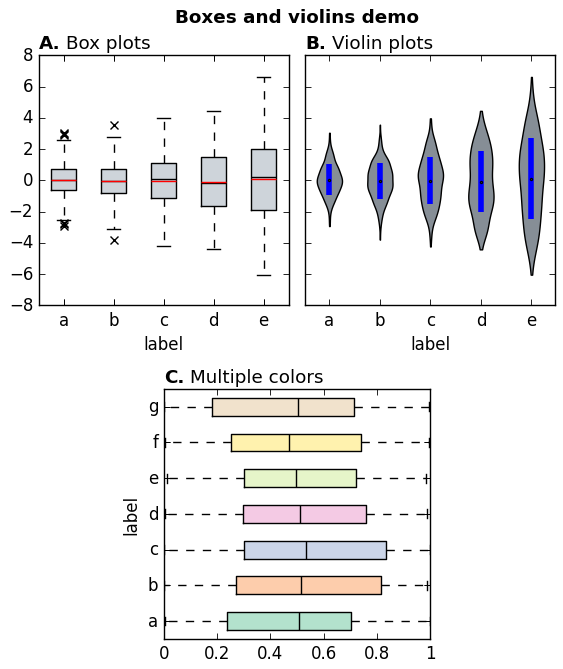 Boxes and violins demo
A. Box plots
B. Violin plots
8
6
4
2
0
−2
−4
−6
−8
a b c d e
a b c d e
label
label
C. Multiple colors
g
f
e
d
c
b
a
label
0 0.2 0.4 0.6 0.8 1